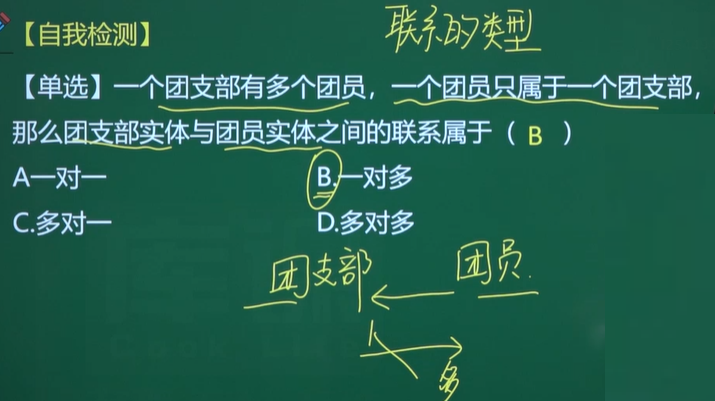 【自我检测】 联系的类型
【单选】一个团支部有多个团员，一个团员只属于一个团支部，
那么团支部实体与团员实体之间的联系属于（ B ）
A一对一 B.一对多
C.多对一 D.多对多
团支部 团员
多